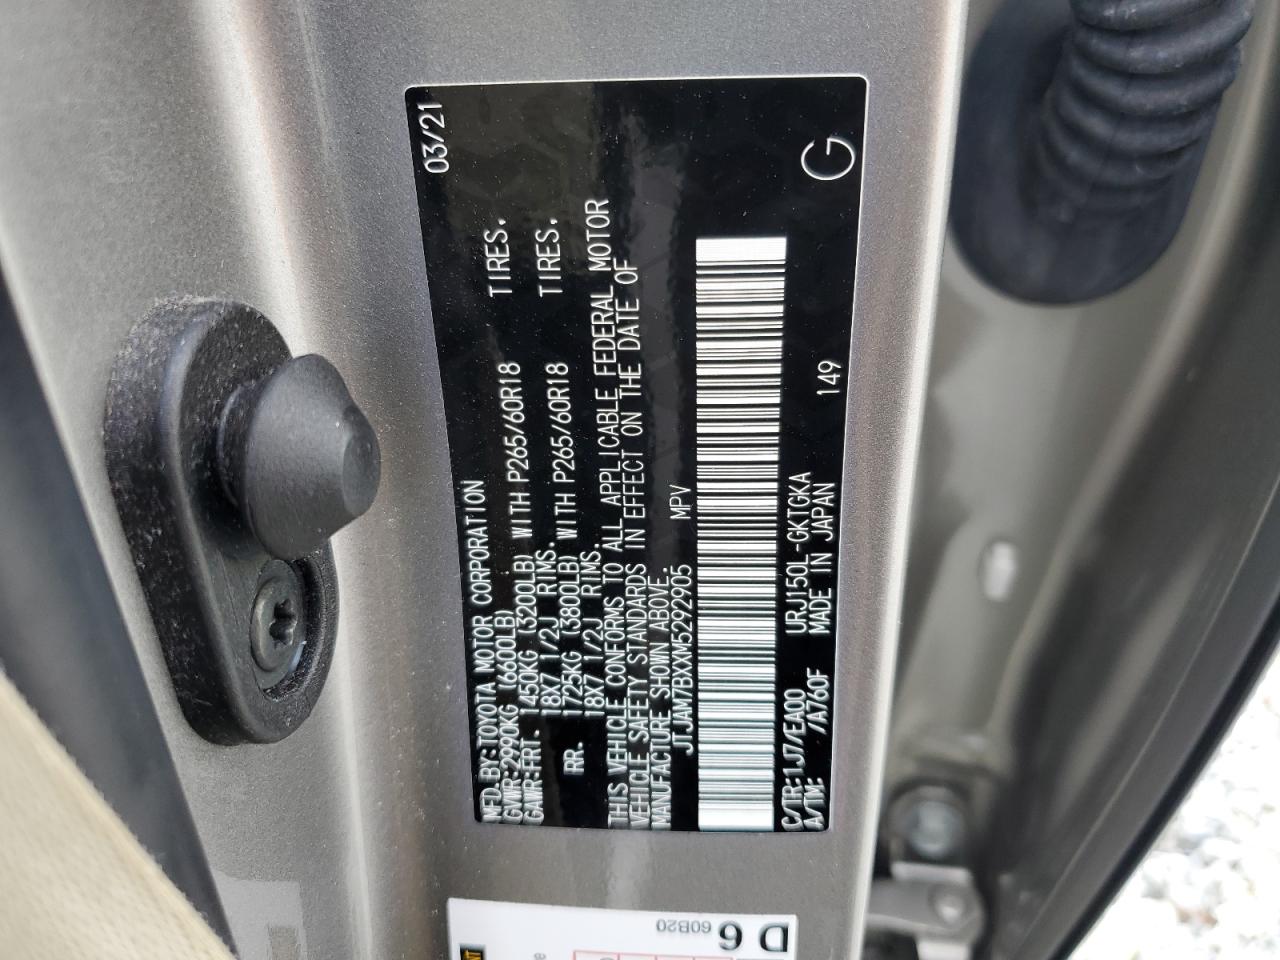 MFD. BY:TOYOTA MOTOR CORPORATION 03/21
GVWR:2990KG (6600LB)
GAWR:FRT. 1450KG (3200LB) WITH P265/60R18 TIRES.
18X7 1/2J RIMS.
RR. 1725KG (3800LB) WITH P265/60R18 TIRES.
18X7 1/2J RIMS.
THIS VEHICLE CONFORMS TO ALL APPLICABLE FEDERAL MOTOR
VEHICLE SAFETY STANDARDS IN EFFECT ON THE DATE OF
MANUFACTURE SHOWN ABOVE.
JTJAM7BXXM5292905 MPV
C/TR:1J7/EA00 URJ150L-GKTGKA
A/TM: /A760F MADE IN JAPAN 149 G
D 6
60B20